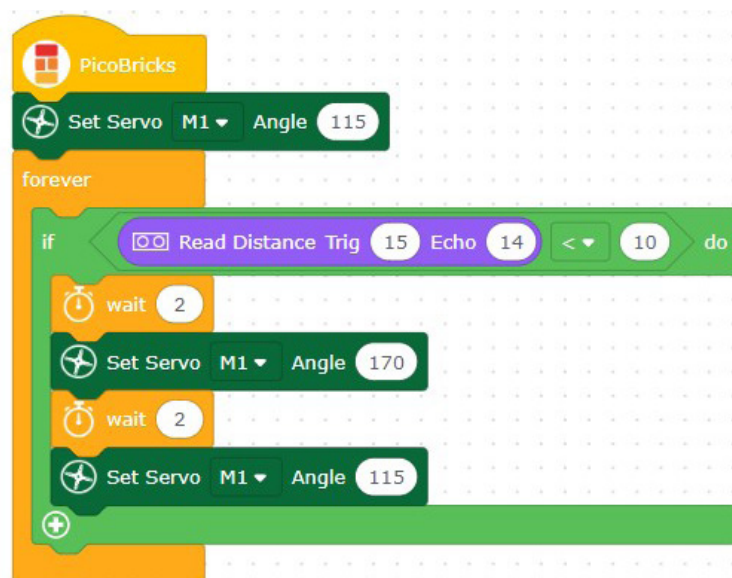 PicoBricks
Set Servo M1 Angle 115
forever
if Read Distance Trig 15 Echo 14 < 10 do
wait 2
Set Servo M1 Angle 170
wait 2
Set Servo M1 Angle 115